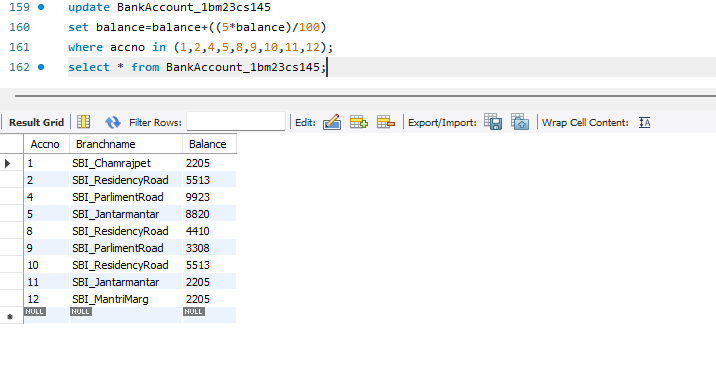 159 update BankAccount_1bm23cs145
160 set balance=balance+((5*balance)/100)
161 where accno in (1,2,4,5,8,9,10,11,12);
162 select * from BankAccount_1bm23cs145;
Result Grid Filter Rows: Edit: Export/Import: Wrap Cell Content: IA
Accno Branchname Balance
1 SBI_Chamrajpet 2205
2 SBI_ResidencyRoad 5513
4 SBI_ParlimentRoad 9923
5 SBI_Jantarmantar 8820
8 SBI_ResidencyRoad 4410
9 SBI_ParlimentRoad 3308
10 SBI_ResidencyRoad 5513
11 SBI_Jantarmantar 2205
12 SBI_MantriMarg 2205
NULL NULL NULL